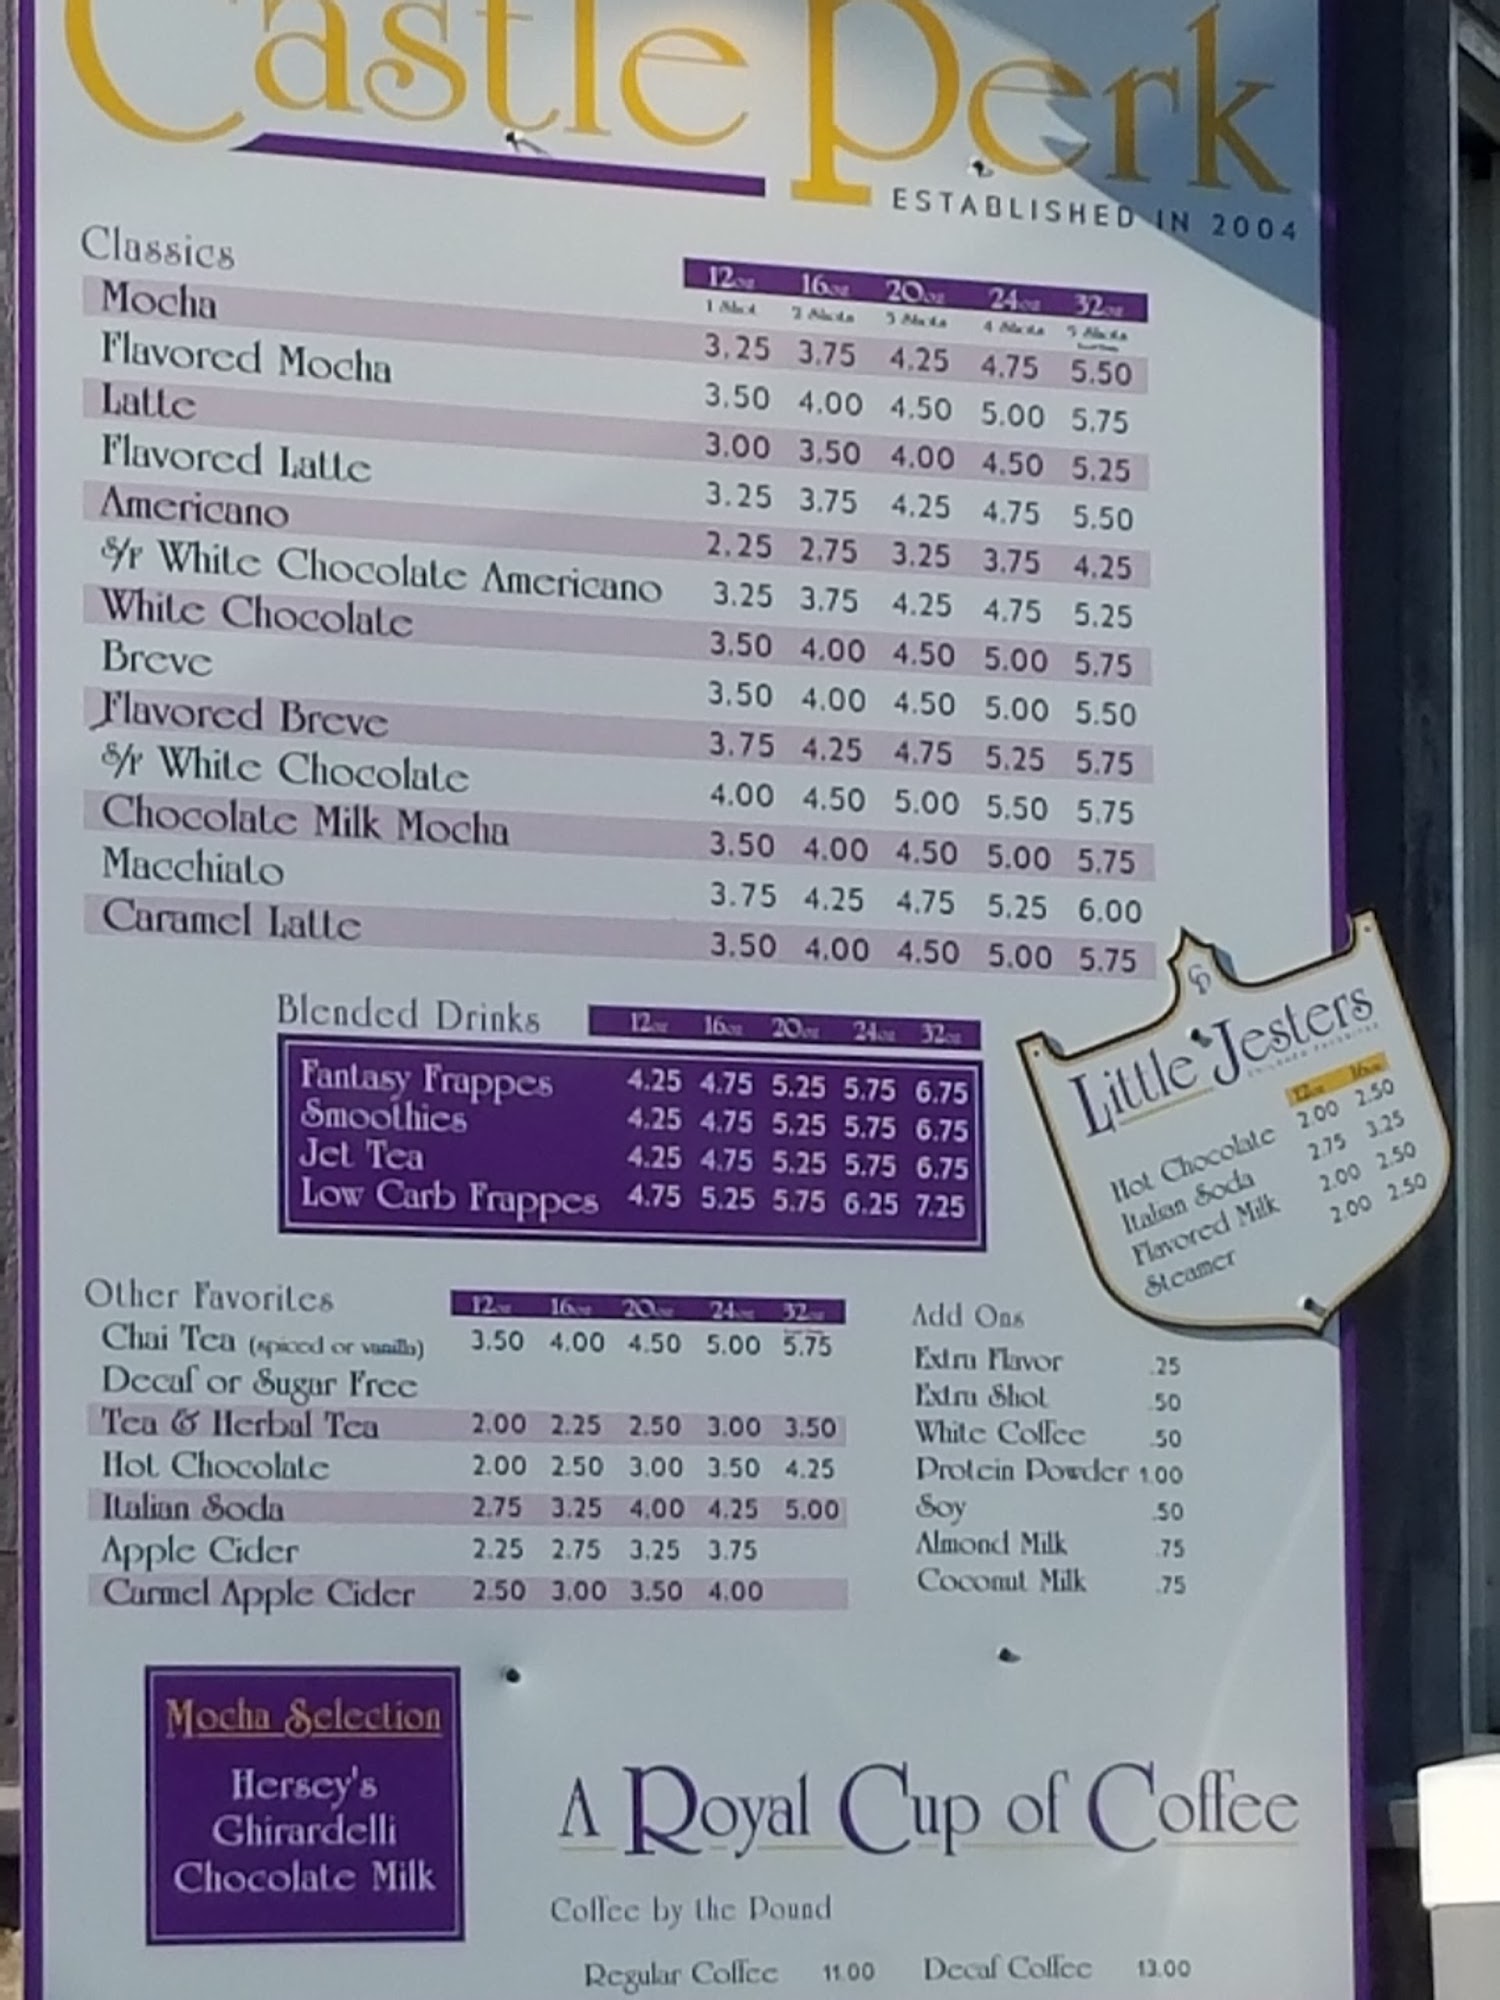 Castle Perk
ESTABLISHED IN 2004
Classics
12oz 16oz 20oz 24oz 32oz
1 Shot 2 Shots 3 Shots 4 Shots 5 Shots
Mocha 3.25 3.75 4.25 4.75 5.50
Flavored Mocha 3.50 4.00 4.50 5.00 5.75
Latte 3.00 3.50 4.00 4.50 5.25
Flavored Latte 3.25 3.75 4.25 4.75 5.50
Americano 2.25 2.75 3.25 3.75 4.25
s/f White Chocolate Americano 3.25 3.75 4.25 4.75 5.25
White Chocolate 3.50 4.00 4.50 5.00 5.75
Breve 3.50 4.00 4.50 5.00 5.50
Flavored Breve 3.75 4.25 4.75 5.25 5.75
s/f White Chocolate 4.00 4.50 5.00 5.50 5.75
Chocolate Milk Mocha 3.50 4.00 4.50 5.00 5.75
Macchiato 3.75 4.25 4.75 5.25 6.00
Caramel Latte 3.50 4.00 4.50 5.00 5.75
Blended Drinks 12oz 16oz 20oz 24oz 32oz
Fantasy Frappes 4.25 4.75 5.25 5.75 6.75
Smoothies 4.25 4.75 5.25 5.75 6.75
Jet Tea 4.25 4.75 5.25 5.75 6.75
Low Carb Frappes 4.75 5.25 5.75 6.25 7.25
CP
Little Jesters
12oz 16oz
Hot Chocolate 2.00 2.50
Italian Soda 2.75 3.25
Flavored Milk 2.00 2.50
Steamer 2.00 2.50
Other Favorites 12oz 16oz 20oz 24oz 32oz
Chai Tea (spiced or vanilla) 3.50 4.00 4.50 5.00 5.75
Decaf or Sugar Free
Tea & Herbal Tea 2.00 2.25 2.50 3.00 3.50
Hot Chocolate 2.00 2.50 3.00 3.50 4.25
Italian Soda 2.75 3.25 4.00 4.25 5.00
Apple Cider 2.25 2.75 3.25 3.75
Carmel Apple Cider 2.50 3.00 3.50 4.00
Add Ons
Extra Flavor .25
Extra Shot .50
White Coffee .50
Protein Powder 1.00
Soy .50
Almond Milk .75
Coconut Milk .75
Mocha Selection
Hersey's
Ghirardelli
Chocolate Milk
A Royal Cup of Coffee
Coffee by the Pound
Regular Coffee 11.00 Decaf Coffee 13.00